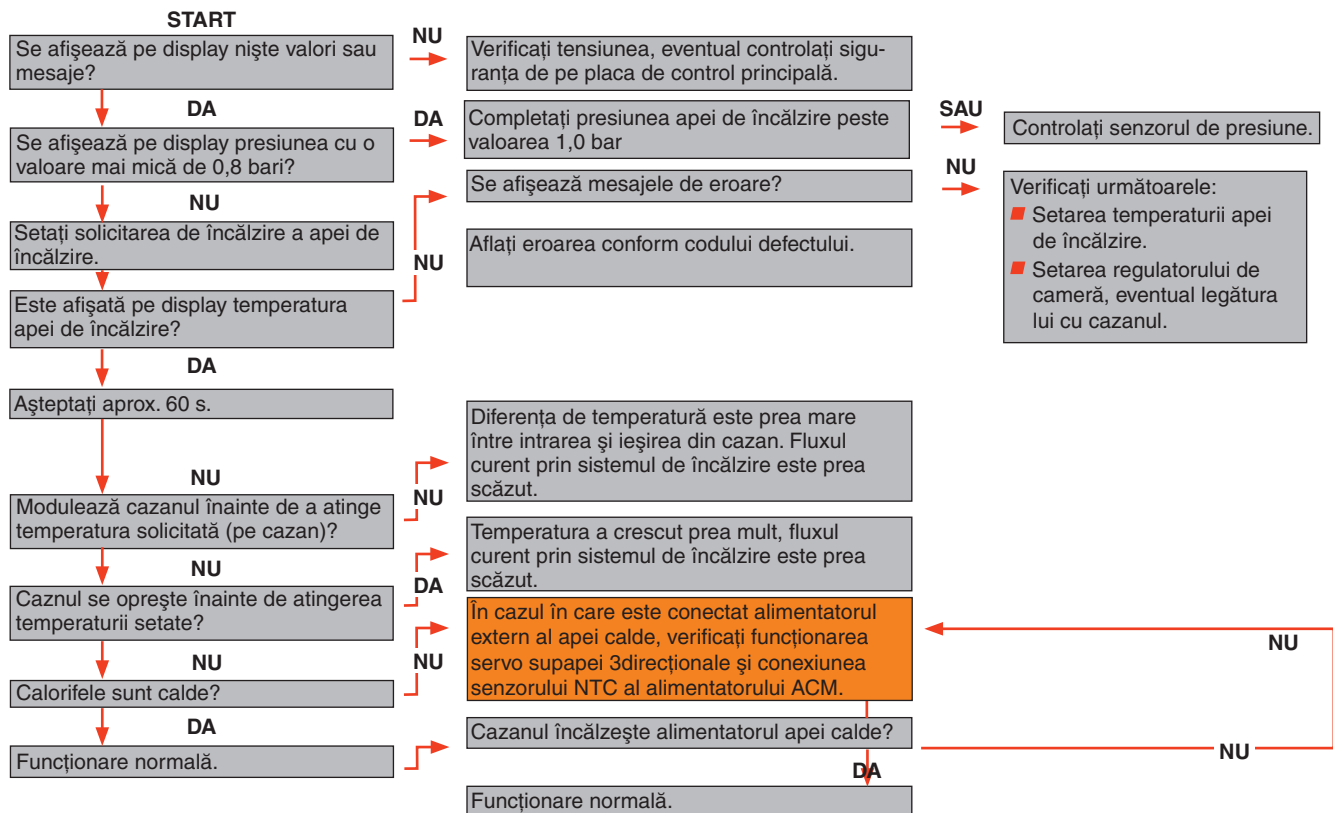 START
Se afişează pe display nişte valori sau
mesaje?
NU
Verificaţi tensiunea, eventual controlaţi sigu-
ranţa de pe placa de control principală.
DA
Se afişează pe display presiunea cu o
valoare mai mică de 0,8 bari?
DA
Completaţi presiunea apei de încălzire peste
valoarea 1,0 bar
SAU
Controlaţi senzorul de presiune.
NU
Setaţi solicitarea de încălzire a apei de
încălzire.
Se afişează mesajele de eroare?
NU
Verificaţi următoarele:
Setarea temperaturii apei
de încălzire.
Setarea regulatorului de
cameră, eventual legătura
lui cu cazanul.
NU
Aflaţi eroarea conform codului defectului.
Este afişată pe display temperatura
apei de încălzire?
DA
Aşteptaţi aprox. 60 s.
NU
Modulează cazanul înainte de a atinge
temperatura solicitată (pe cazan)?
NU
Diferenţa de temperatură este prea mare
între intrarea şi ieşirea din cazan. Fluxul
curent prin sistemul de încălzire este prea
scăzut.
NU
Caznul se opreşte înainte de atingerea
temperaturii setate?
DA
Temperatura a crescut prea mult, fluxul
curent prin sistemul de încălzire este prea
scăzut.
NU
Calorifele sunt calde?
NU
În cazul în care este conectat alimentatorul
extern al apei calde, verificaţi funcţionarea
servo supapei 3direcţionale şi conexiunea
senzorului NTC al alimentatorului ACM.
NU
DA
Funcţionare normală.
Cazanul încălzeşte alimentatorul apei calde?
NU
DA
Funcţionare normală.